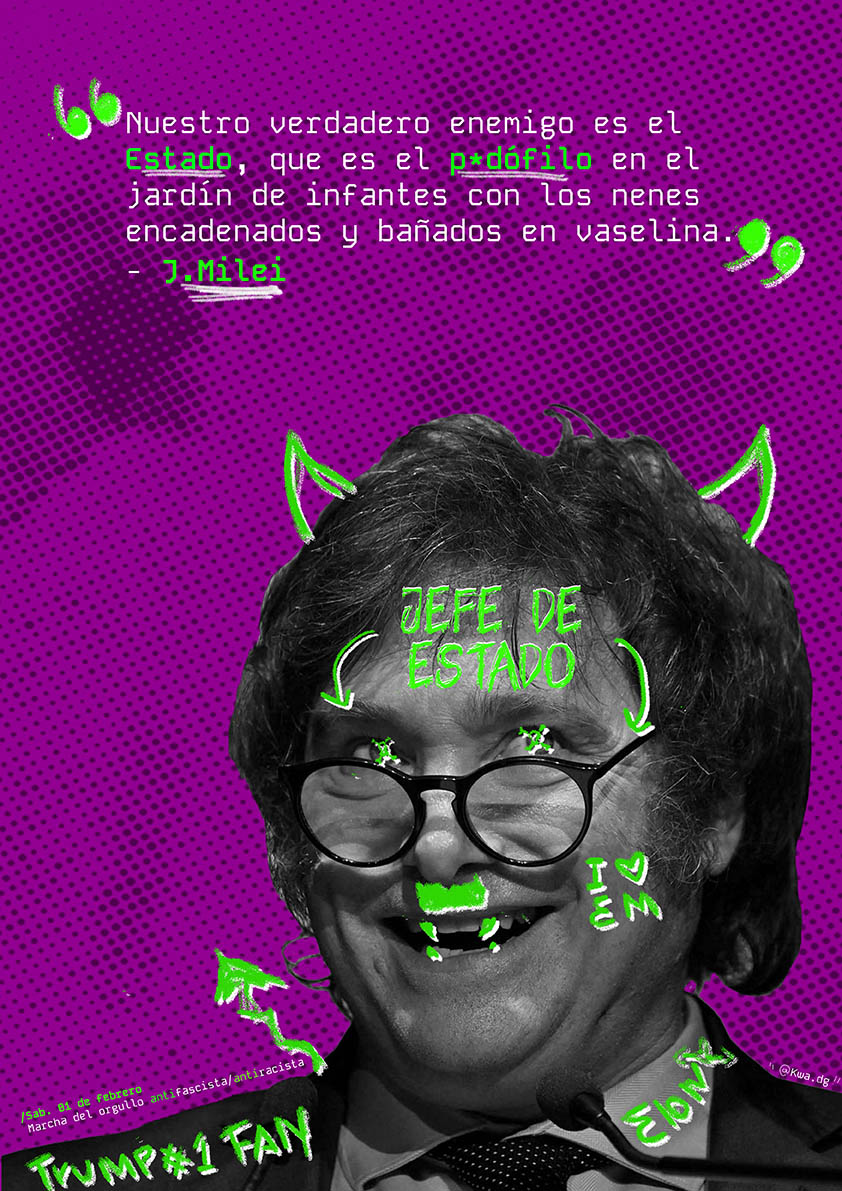 “Nuestro verdadero enemigo es el
Estado, que es el p*dófilo en el
jardín de infantes con los nenes
encadenados y bañados en vaselina.”
- J.Milei
JEFE DE
ESTADO
I ♡
E M
/Sab. 01 de febrero
Marcha del orgullo antifascista/antirracista
"@Kwa.dg"
TRUMP#1 FAN
Elon